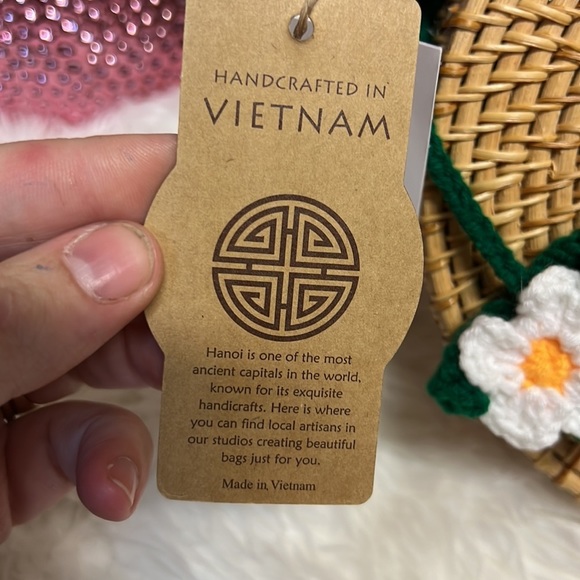 HANDCRAFTED IN
VIETNAM
Hanoi is one of the most
ancient capitals in the world,
known for its exquisite
handicrafts. Here is where
you can find local artisans in
our studios creating beautiful
bags just for you.
Made in Vietnam